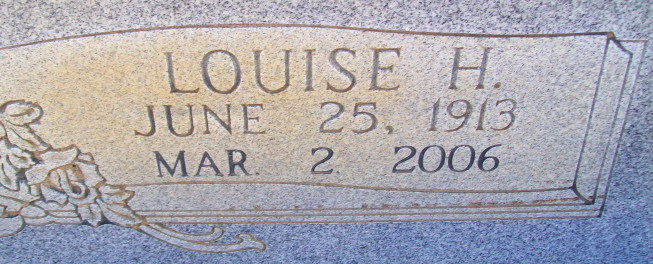 LOUISE H.
JUNE 25, 1913
MAR. 2 2006